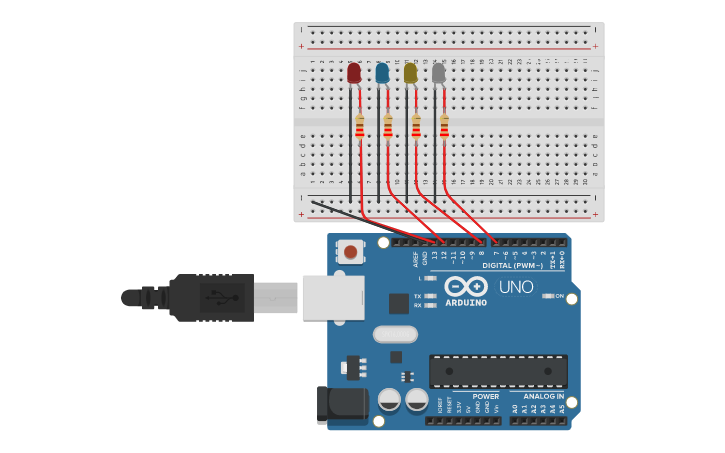 AREF
GND
13
12
~11
~10
~9
8
7
~6
~5
4
~3
2
TX→1
RX←0
DIGITAL (PWM~)
L
TX
RX
ARDUINO
UNO
ON
POWER
ANALOG IN
IOREF
RESET
3.3V
5V
GND
GND
Vin
A0
A1
A2
A3
A4
A5
a b c d e
f g h i j